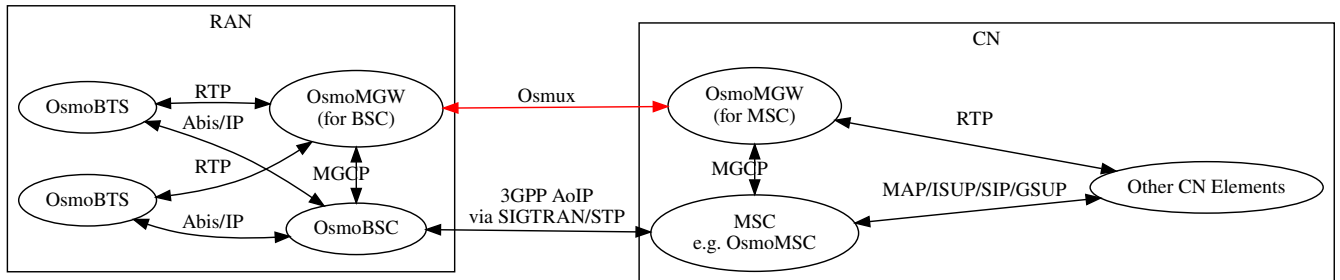 RAN
OsmoBTS
RTP
OsmoMGW
(for BSC)
Abis/IP
RTP
MGCP
OsmoBTS
Abis/IP
OsmoBSC
Osmux
3GPP AoIP
via SIGTRAN/STP
CN
OsmoMGW
(for MSC)
RTP
MGCP
MAP/ISUP/SIP/GSUP
Other CN Elements
MSC
e.g. OsmoMSC